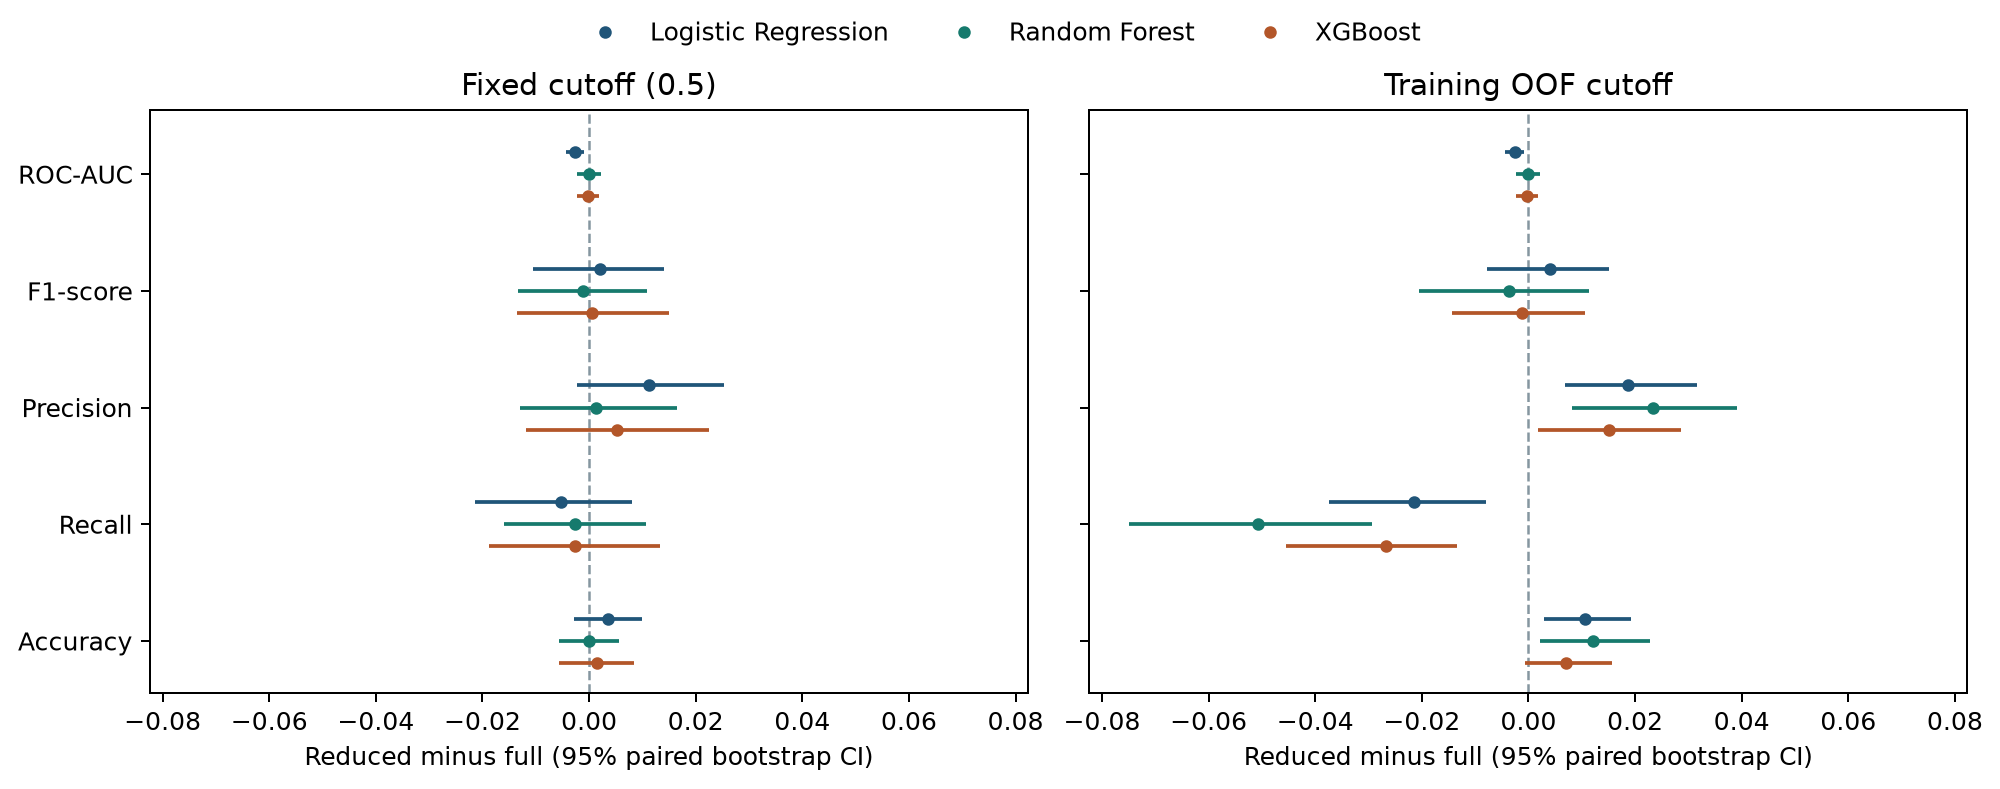 Logistic Regression Random Forest XGBoost
Fixed cutoff (0.5) Training OOF cutoff
ROC-AUC
F1-score
Precision
Recall
Accuracy
−0.08 −0.06 −0.04 −0.02 0.00 0.02 0.04 0.06 0.08 −0.08 −0.06 −0.04 −0.02 0.00 0.02 0.04 0.06 0.08
Reduced minus full (95% paired bootstrap CI) Reduced minus full (95% paired bootstrap CI)